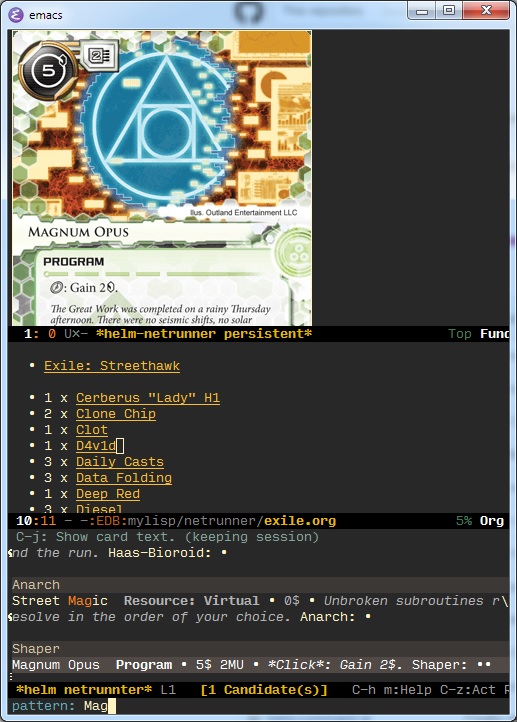 emacs
5
2
Ilus. Outland Entertainment LLC
Magnum Opus
PROGRAM
: Gain 2.
The Great Work was completed on a rainy Thursday
afternoon. There were no seismic shifts, no solar
1: 0 U×– *helm-netrunner persistent* Top Func
• Exile: Streethawk
• 1 x Cerberus "Lady" H1
• 2 x Clone Chip
• 1 x Clot
• 1 x D4v1d
• 3 x Daily Casts
• 3 x Data Folding
• 1 x Deep Red
• 3 x Diesel
10:11 – –:EDB:mylisp/netrunner/exile.org 5% Org
C-j: Show card text. (keeping session)
nd the run. Haas-Bioroid: •
Anarch
Street Magic Resource: Virtual • 0$ • Unbroken subroutines r\
esolve in the order of your choice. Anarch: •
Shaper
Magnum Opus Program • 5$ 2MU • *Click*: Gain 2$. Shaper: ••
*helm netrunnter* L1 [1 Candidate(s)] C-h m:Help C-z:Act R
pattern: Mag